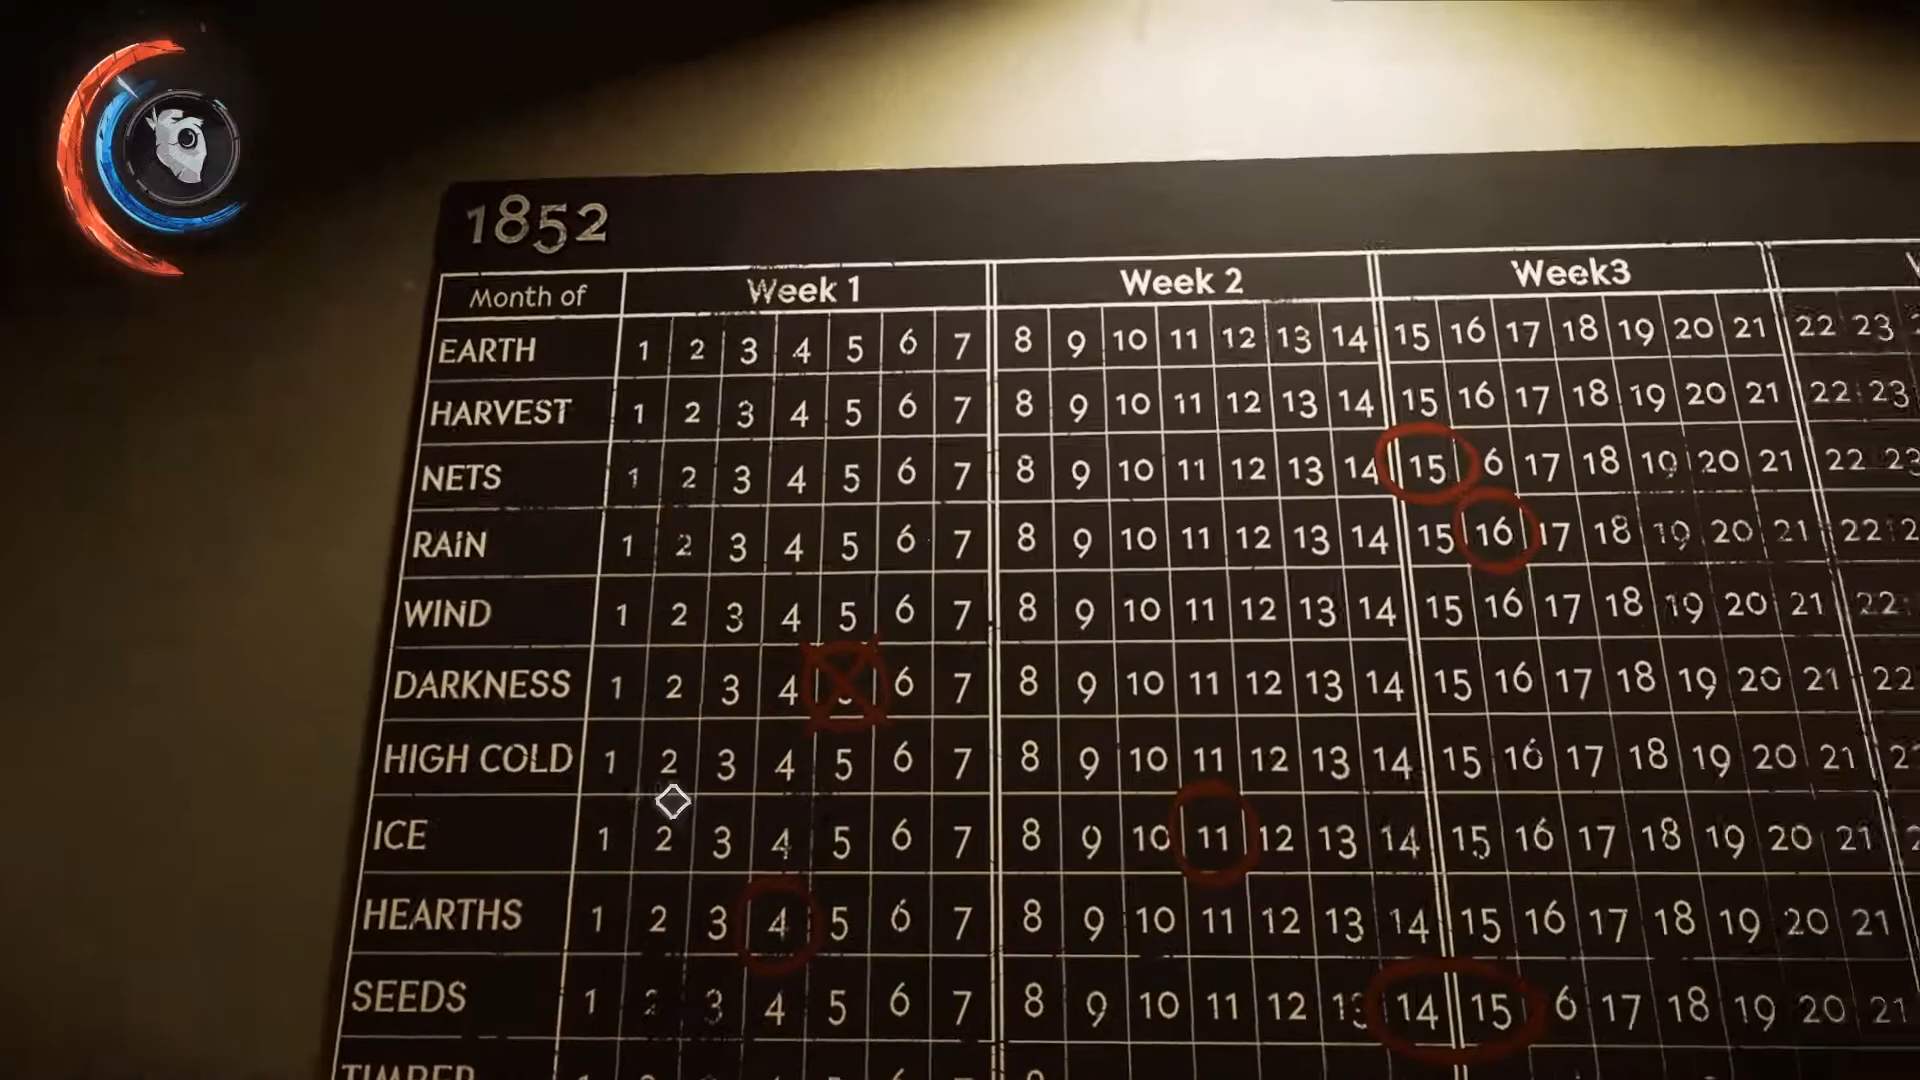 1852
Month of Week 1 Week 2 Week3
EARTH 1 2 3 4 5 6 7 8 9 10 11 12 13 14 15 16 17 18 19 20 21 22 23
HARVEST 1 2 3 4 5 6 7 8 9 10 11 12 13 14 15 16 17 18 19 20 21 22 23
NETS 1 2 3 4 5 6 7 8 9 10 11 12 13 14 15 6 17 18 19 20 21 22 23
RAIN 1 2 3 4 5 6 7 8 9 10 11 12 13 14 15 16 17 18 19 20 21 22
WIND 1 2 3 4 5 6 7 8 9 10 11 12 13 14 15 16 17 18 19 20 21 22
DARKNESS 1 2 3 4 6 7 8 9 10 11 12 13 14 15 16 17 18 19 20 21 22
HIGH COLD 1 2 3 4 5 6 7 8 9 10 11 12 13 14 15 16 17 18 19 20 21
ICE 1 2 3 4 5 6 7 8 9 10 11 12 13 14 15 16 17 18 19 20 21
HEARTHS 1 2 3 4 5 6 7 8 9 10 11 12 13 14 15 16 17 18 19 20 21
SEEDS 1 2 3 4 5 6 7 8 9 10 11 12 13 14 15 6 17 18 19 20 21
TIMBER